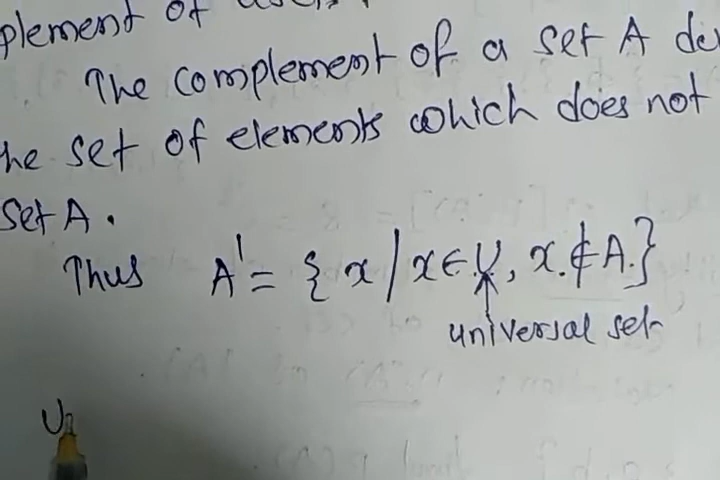 plement of
The complement of a set A de
he set of elements which does not
set A.
Thus A' = { x / x ∈ U, x ∉ A. }
universal set
U